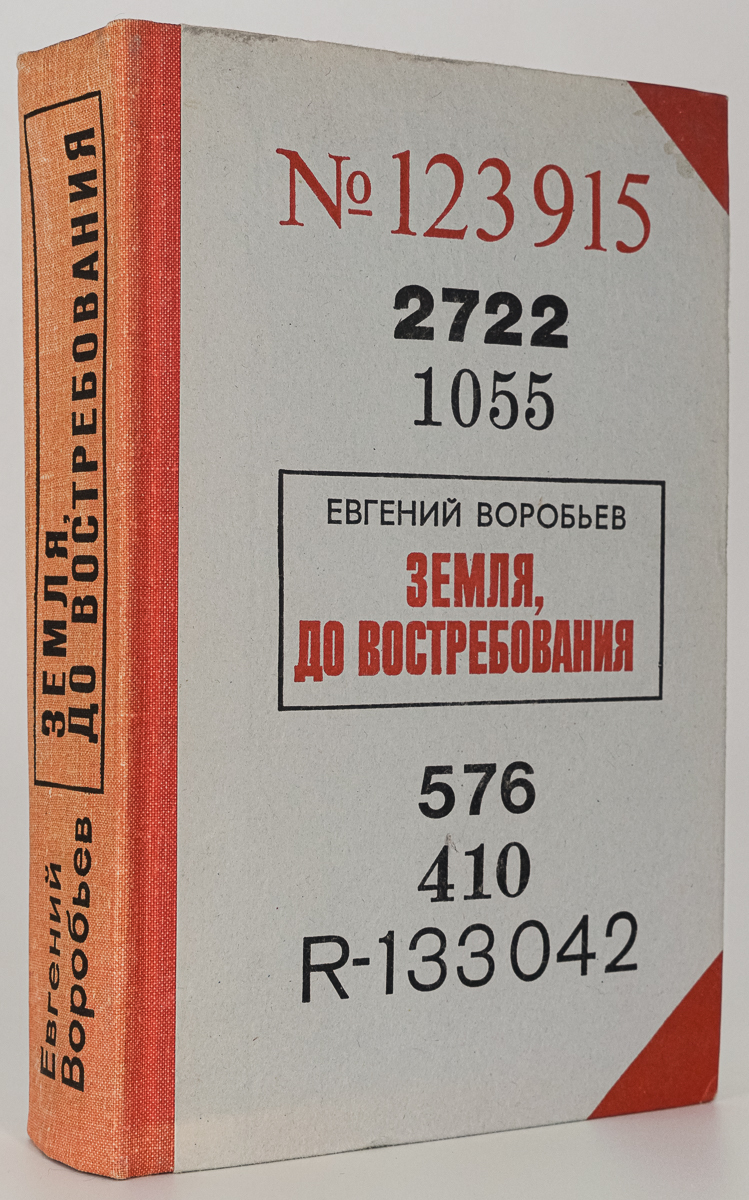 № 123 915
2722
1055
ЕВГЕНИЙ ВОРОБЬЕВ
ЗЕМЛЯ,
ДО ВОСТРЕБОВАНИЯ
576
410
R-133042
Евгений
Воробьев
ЗЕМЛЯ,
ДО ВОСТРЕБОВАНИЯ